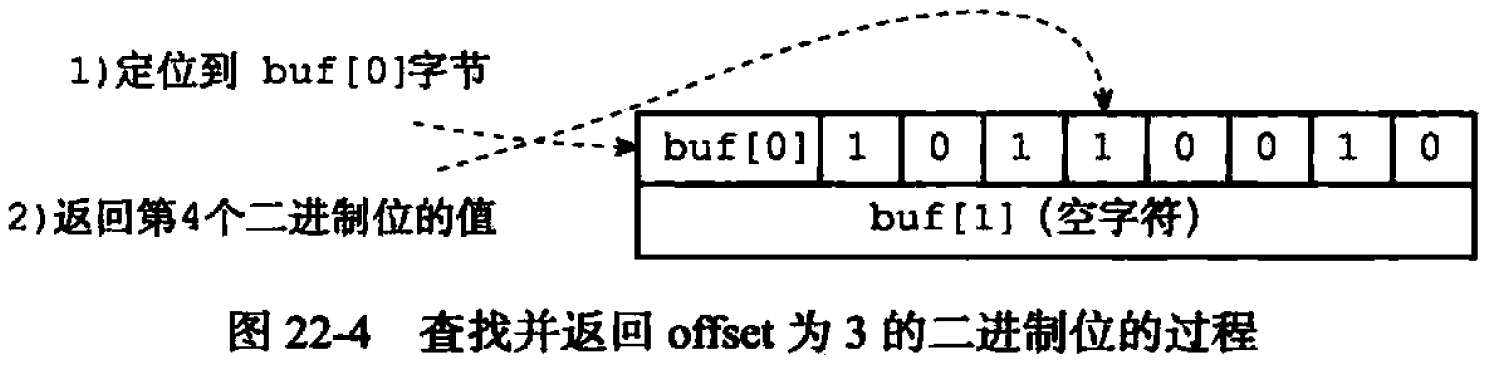 1)定位到 buf[0]字节
buf[0] 1 0 1 1 0 0 1 0
2)返回第4个二进制位的值
buf[1](空字符)
图 22-4 查找并返回 offset 为 3 的二进制位的过程